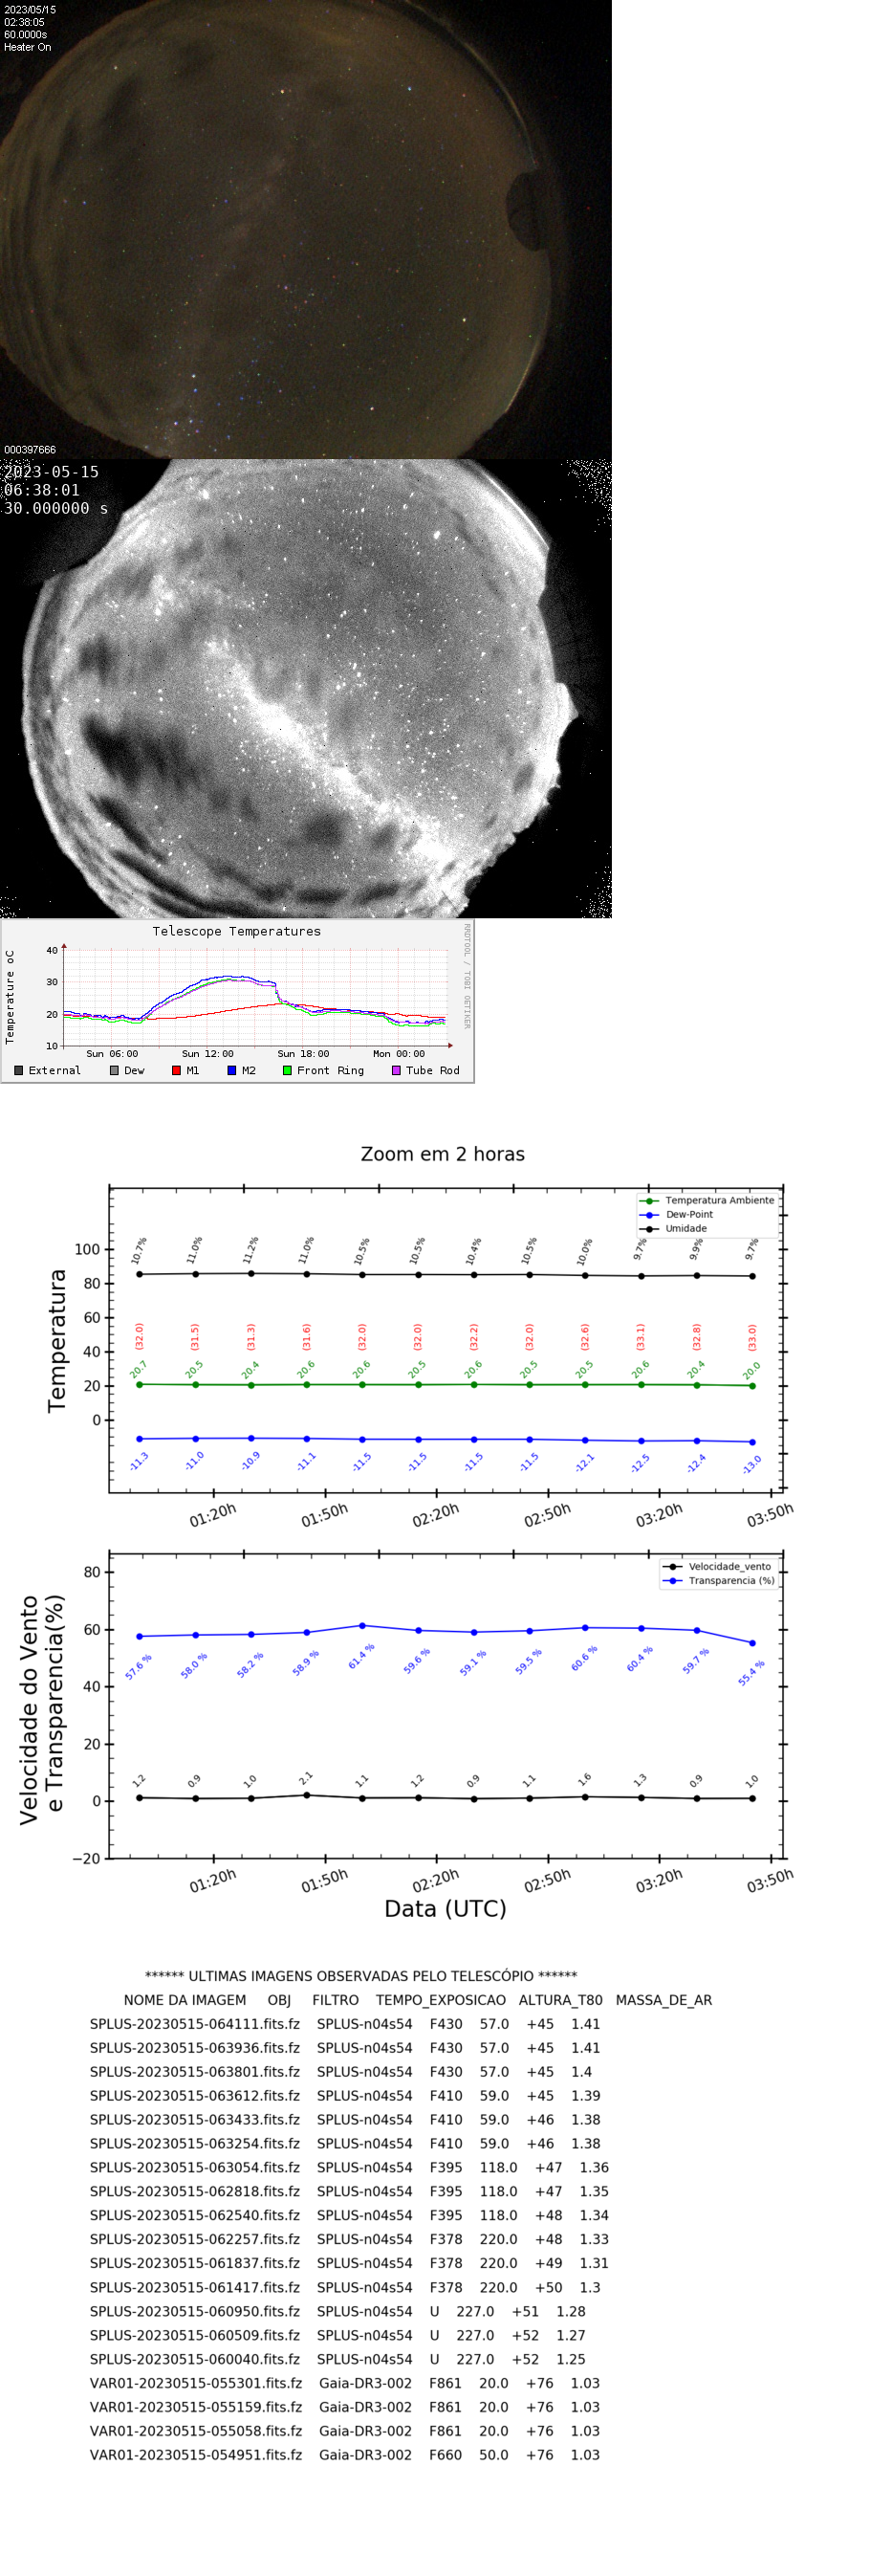 2023/05/15
02:38:05
60.0000s
Heater On
000397666
2023-05-15
06:38:01
30.000000 s
Telescope Temperatures
RRDTOOL / TOBI OETIKER
Temperature oC
40
30
20
10
Sun 06:00 Sun 12:00 Sun 18:00 Mon 00:00
External Dew M1 M2 Front Ring Tube Rod
Zoom em 2 horas
Temperatura Ambiente
Dew-Point
Umidade
Temperatura
100
80
60
40
20
0
10.7% 11.0% 11.2% 11.0% 10.5% 10.5% 10.4% 10.5% 10.0% 9.7% 9.9% 9.7%
(32.0) (31.5) (31.3) (31.6) (32.0) (32.0) (32.2) (32.0) (32.6) (33.1) (32.8) (33.0)
20.7 20.5 20.4 20.6 20.6 20.5 20.6 20.5 20.5 20.6 20.4 20.0
-11.3 -11.0 -10.9 -11.1 -11.5 -11.5 -11.5 -11.5 -12.1 -12.5 -12.4 -13.0
01:20h 01:50h 02:20h 02:50h 03:20h 03:50h
Velocidade_vento
Transparencia (%)
Velocidade do Vento
e Transparencia(%)
80
60
40
20
0
−20
57.6 % 58.0 % 58.2 % 58.9 % 61.4 % 59.6 % 59.1 % 59.5 % 60.6 % 60.4 % 59.7 % 55.4 %
1.2 0.9 1.0 2.1 1.1 1.2 0.9 1.1 1.6 1.3 0.9 1.0
01:20h 01:50h 02:20h 02:50h 03:20h 03:50h
Data (UTC)
****** ULTIMAS IMAGENS OBSERVADAS PELO TELESCÓPIO ******
NOME DA IMAGEM OBJ FILTRO TEMPO_EXPOSICAO ALTURA_T80 MASSA_DE_AR
SPLUS-20230515-064111.fits.fz SPLUS-n04s54 F430 57.0 +45 1.41
SPLUS-20230515-063936.fits.fz SPLUS-n04s54 F430 57.0 +45 1.41
SPLUS-20230515-063801.fits.fz SPLUS-n04s54 F430 57.0 +45 1.4
SPLUS-20230515-063612.fits.fz SPLUS-n04s54 F410 59.0 +45 1.39
SPLUS-20230515-063433.fits.fz SPLUS-n04s54 F410 59.0 +46 1.38
SPLUS-20230515-063254.fits.fz SPLUS-n04s54 F410 59.0 +46 1.38
SPLUS-20230515-063054.fits.fz SPLUS-n04s54 F395 118.0 +47 1.36
SPLUS-20230515-062818.fits.fz SPLUS-n04s54 F395 118.0 +47 1.35
SPLUS-20230515-062540.fits.fz SPLUS-n04s54 F395 118.0 +48 1.34
SPLUS-20230515-062257.fits.fz SPLUS-n04s54 F378 220.0 +48 1.33
SPLUS-20230515-061837.fits.fz SPLUS-n04s54 F378 220.0 +49 1.31
SPLUS-20230515-061417.fits.fz SPLUS-n04s54 F378 220.0 +50 1.3
SPLUS-20230515-060950.fits.fz SPLUS-n04s54 U 227.0 +51 1.28
SPLUS-20230515-060509.fits.fz SPLUS-n04s54 U 227.0 +52 1.27
SPLUS-20230515-060040.fits.fz SPLUS-n04s54 U 227.0 +52 1.25
VAR01-20230515-055301.fits.fz Gaia-DR3-002 F861 20.0 +76 1.03
VAR01-20230515-055159.fits.fz Gaia-DR3-002 F861 20.0 +76 1.03
VAR01-20230515-055058.fits.fz Gaia-DR3-002 F861 20.0 +76 1.03
VAR01-20230515-054951.fits.fz Gaia-DR3-002 F660 50.0 +76 1.03